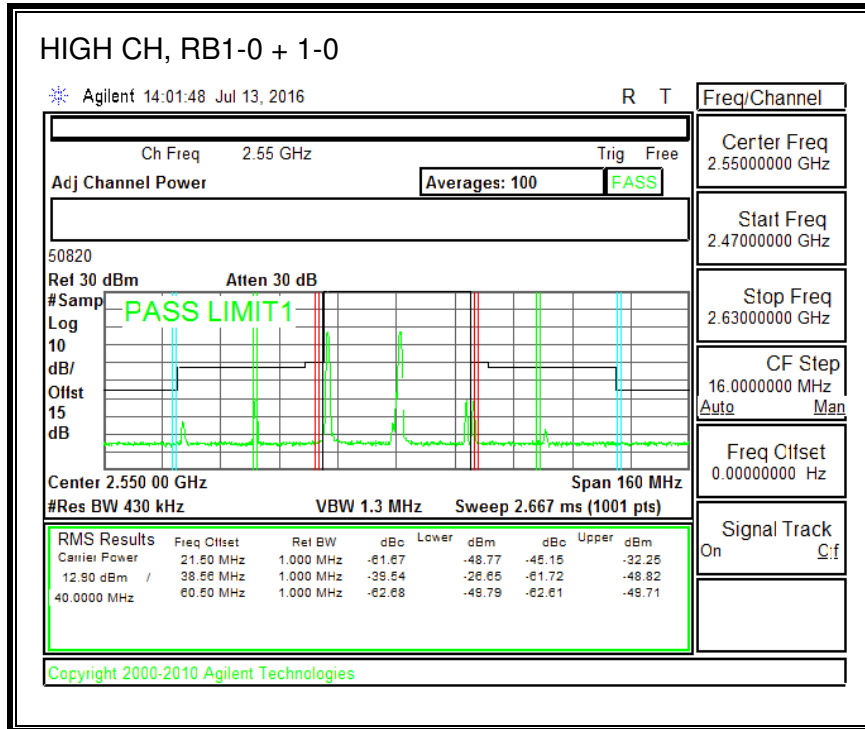 HIGH CH, RB1-0 + 1-0
Agilent 14:01:48 Jul 13, 2016 R T
Ch Freq 2.55 GHz Trig Free
Adj Channel Power Averages: 100 PASS
50820
Ref 30 dBm Atten 30 dB
#Samp
Log
10
dB/
Offst
15
dB
PASS LIMIT1
Center 2.550 00 GHz Span 160 MHz
#Res BW 430 kHz VBW 1.3 MHz Sweep 2.667 ms (1001 pts)
RMS Results Freq Offset Ref BW dBc Lower dBm dBc Upper dBm
Carrier Power 21.50 MHz 1.000 MHz -61.67 -48.77 -45.15 -32.25
12.90 dBm / 38.56 MHz 1.000 MHz -39.54 -26.65 -61.72 -48.82
40.0000 MHz 60.50 MHz 1.000 MHz -62.68 -49.79 -62.61 -49.71
Copyright 2000-2010 Agilent Technologies
Freq/Channel
Center Freq
2.55000000 GHz
Start Freq
2.47000000 GHz
Stop Freq
2.63000000 GHz
CF Step
16.0000000 MHz
Auto Man
Freq Offset
0.00000000 Hz
Signal Track
On Off